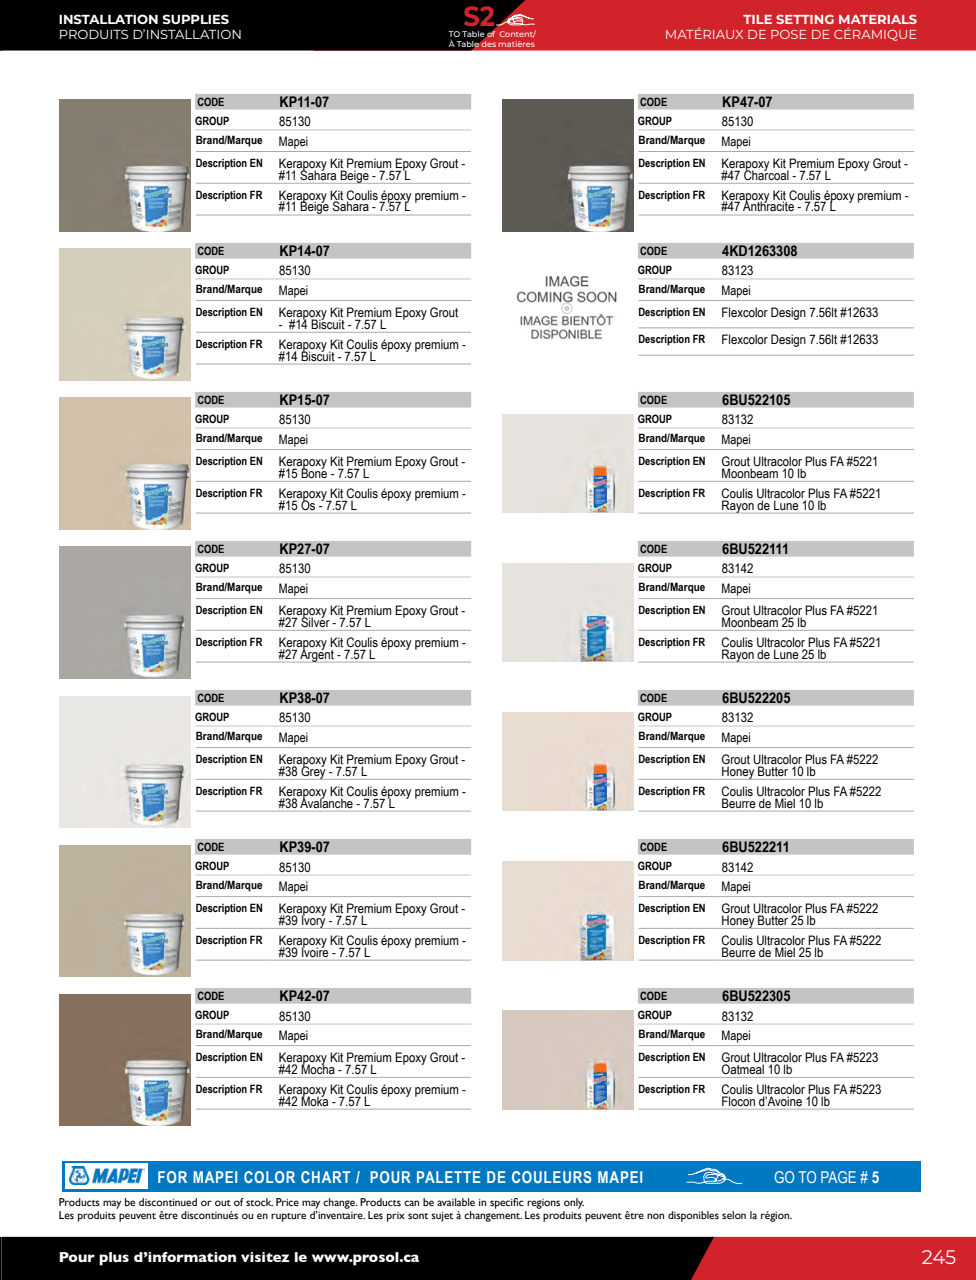 INSTALLATION SUPPLIES
PRODUITS D'INSTALLATION
S2
TO Table of Content/
À Table des matières
TILE SETTING MATERIALS
MATÉRIAUX DE POSE DE CÉRAMIQUE
CODE KP11-07
GROUP 85130
Brand/Marque Mapei
Description EN Kerapoxy Kit Premium Epoxy Grout -
#11 Sahara Beige - 7.57 L
Description FR Kerapoxy Kit Coulis époxy premium -
#11 Beige Sahara - 7.57 L
CODE KP14-07
GROUP 85130
Brand/Marque Mapei
Description EN Kerapoxy Kit Premium Epoxy Grout
- #14 Biscuit - 7.57 L
Description FR Kerapoxy Kit Coulis époxy premium -
#14 Biscuit - 7.57 L
CODE KP15-07
GROUP 85130
Brand/Marque Mapei
Description EN Kerapoxy Kit Premium Epoxy Grout -
#15 Bone - 7.57 L
Description FR Kerapoxy Kit Coulis époxy premium -
#15 Os - 7.57 L
CODE KP27-07
GROUP 85130
Brand/Marque Mapei
Description EN Kerapoxy Kit Premium Epoxy Grout -
#27 Silver - 7.57 L
Description FR Kerapoxy Kit Coulis époxy premium -
#27 Argent - 7.57 L
CODE KP38-07
GROUP 85130
Brand/Marque Mapei
Description EN Kerapoxy Kit Premium Epoxy Grout -
#38 Grey - 7.57 L
Description FR Kerapoxy Kit Coulis époxy premium -
#38 Avalanche - 7.57 L
CODE KP39-07
GROUP 85130
Brand/Marque Mapei
Description EN Kerapoxy Kit Premium Epoxy Grout -
#39 Ivory - 7.57 L
Description FR Kerapoxy Kit Coulis époxy premium -
#39 Ivoire - 7.57 L
CODE KP42-07
GROUP 85130
Brand/Marque Mapei
Description EN Kerapoxy Kit Premium Epoxy Grout -
#42 Mocha - 7.57 L
Description FR Kerapoxy Kit Coulis époxy premium -
#42 Moka - 7.57 L
CODE KP47-07
GROUP 85130
Brand/Marque Mapei
Description EN Kerapoxy Kit Premium Epoxy Grout -
#47 Charcoal - 7.57 L
Description FR Kerapoxy Kit Coulis époxy premium -
#47 Anthracite - 7.57 L
IMAGE
COMING SOON
IMAGE BIENTÔT
DISPONIBLE
CODE 4KD1263308
GROUP 83123
Brand/Marque Mapei
Description EN Flexcolor Design 7.56lt #12633
Description FR Flexcolor Design 7.56lt #12633
CODE 6BU522105
GROUP 83132
Brand/Marque Mapei
Description EN Grout Ultracolor Plus FA #5221
Moonbeam 10 lb
Description FR Coulis Ultracolor Plus FA #5221
Rayon de Lune 10 lb
CODE 6BU522111
GROUP 83142
Brand/Marque Mapei
Description EN Grout Ultracolor Plus FA #5221
Moonbeam 25 lb
Description FR Coulis Ultracolor Plus FA #5221
Rayon de Lune 25 lb
CODE 6BU522205
GROUP 83132
Brand/Marque Mapei
Description EN Grout Ultracolor Plus FA #5222
Honey Butter 10 lb
Description FR Coulis Ultracolor Plus FA #5222
Beurre de Miel 10 lb
CODE 6BU522211
GROUP 83142
Brand/Marque Mapei
Description EN Grout Ultracolor Plus FA #5222
Honey Butter 25 lb
Description FR Coulis Ultracolor Plus FA #5222
Beurre de Miel 25 lb
CODE 6BU522305
GROUP 83132
Brand/Marque Mapei
Description EN Grout Ultracolor Plus FA #5223
Oatmeal 10 lb
Description FR Coulis Ultracolor Plus FA #5223
Flocon d'Avoine 10 lb
MAPEI FOR MAPEI COLOR CHART / POUR PALETTE DE COULEURS MAPEI GO TO PAGE # 5
Products may be discontinued or out of stock. Price may change. Products can be available in specific regions only.
Les produits peuvent être discontinués ou en rupture d'inventaire. Les prix sont sujet à changement. Les produits peuvent être non disponibles selon la région.
Pour plus d'information visitez le www.prosol.ca
245